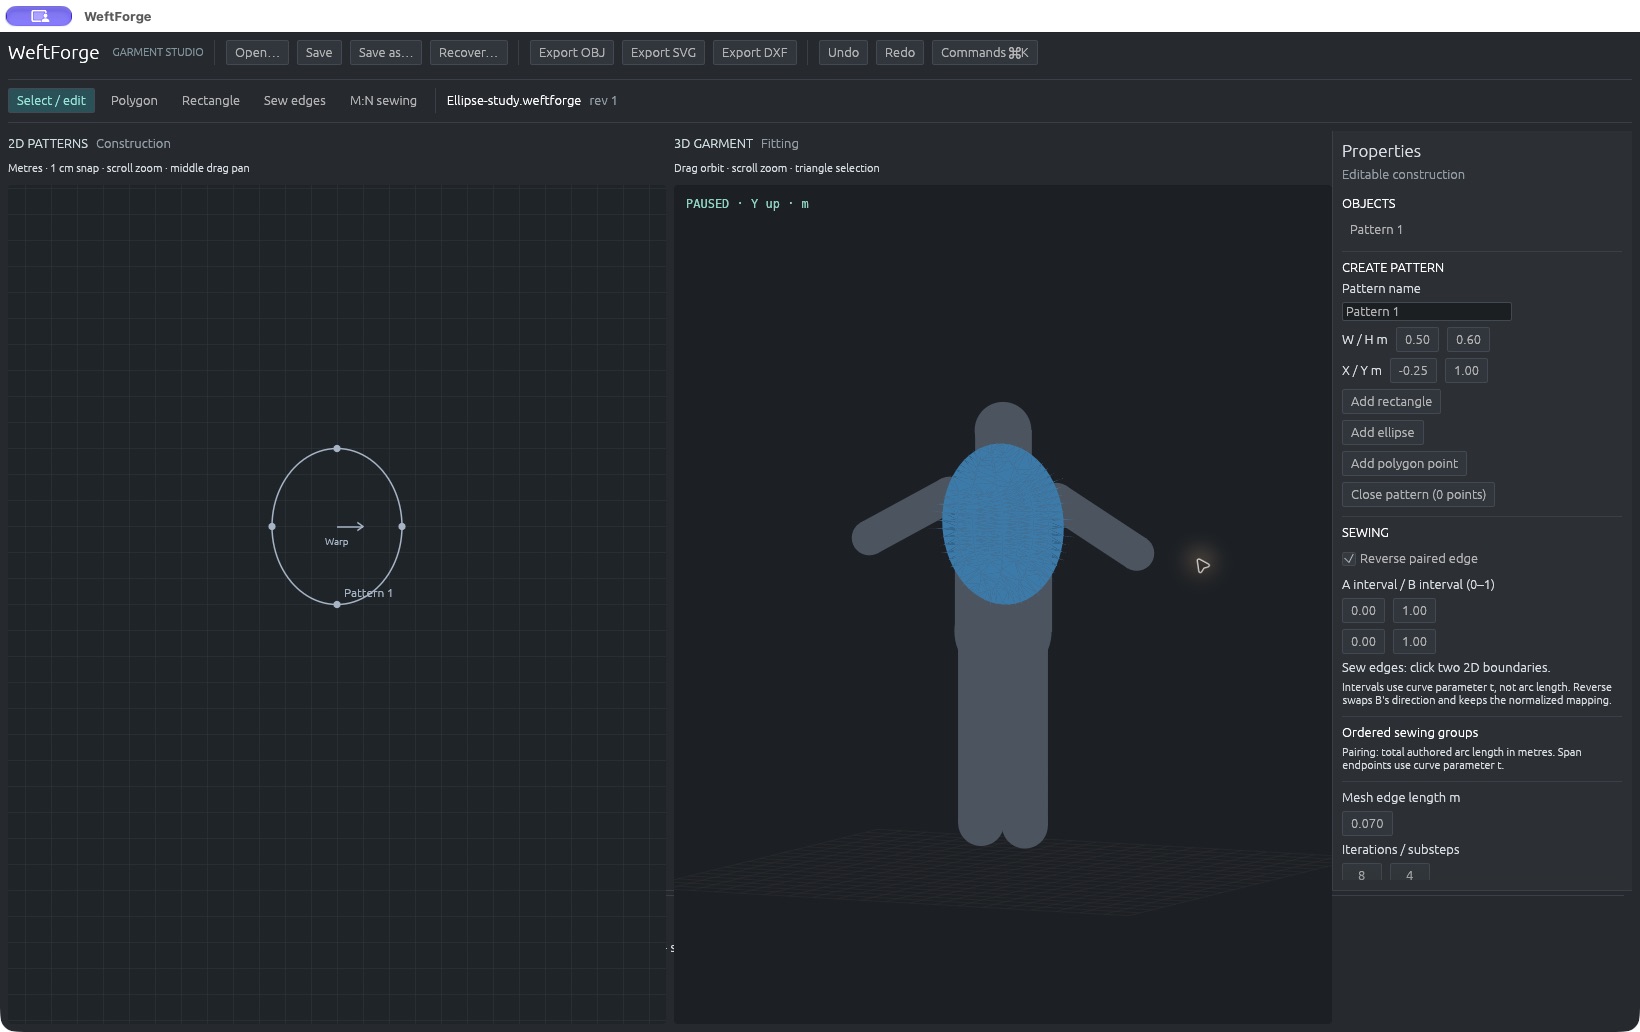 WeftForge
WeftForge GARMENT STUDIO Open... Save Save as... Recover... Export OBJ Export SVG Export DXF Undo Redo Commands ⌘K
Select / edit Polygon Rectangle Sew edges M:N sewing Ellipse-study.weftforge rev 1
2D PATTERNS Construction
Metres · 1 cm snap · scroll zoom · middle drag pan
Warp
Pattern 1
3D GARMENT Fitting
Drag orbit · scroll zoom · triangle selection
PAUSED · Y up · m
Properties
Editable construction
OBJECTS
Pattern 1
CREATE PATTERN
Pattern name
Pattern 1
W / H m 0.50 0.60
X / Y m -0.25 1.00
Add rectangle
Add ellipse
Add polygon point
Close pattern (0 points)
SEWING
Reverse paired edge
A interval / B interval (0–1)
0.00 1.00
0.00 1.00
Sew edges: click two 2D boundaries.
Intervals use curve parameter t, not arc length. Reverse
swaps B's direction and keeps the normalized mapping.
Ordered sewing groups
Pairing: total authored arc length in metres. Span
endpoints use curve parameter t.
Mesh edge length m
0.070
Iterations / substeps
8 4